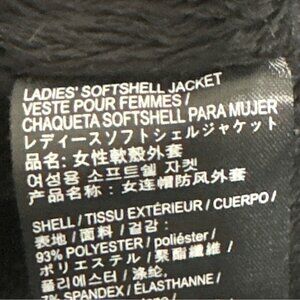 LADIES' SOFTSHELL JACKET
VESTE POUR FEMMES /
CHAQUETA SOFTSHELL PARA MUJER
レディースソフトシェルジャケット
品名: 女性軟殼外套
여성용 소프트쉘 자켓
产品名称: 女连帽防风外套
SHELL / TISSU EXTÉRIEUR / CUERPO /
表地 / 面料 / 겉감 :
93% POLYESTER / poliéster /
ポリエステル / 聚酯纖維 /
폴리에스터 / 涤纶,
7% SPANDEX / ÉLASTHANNE /